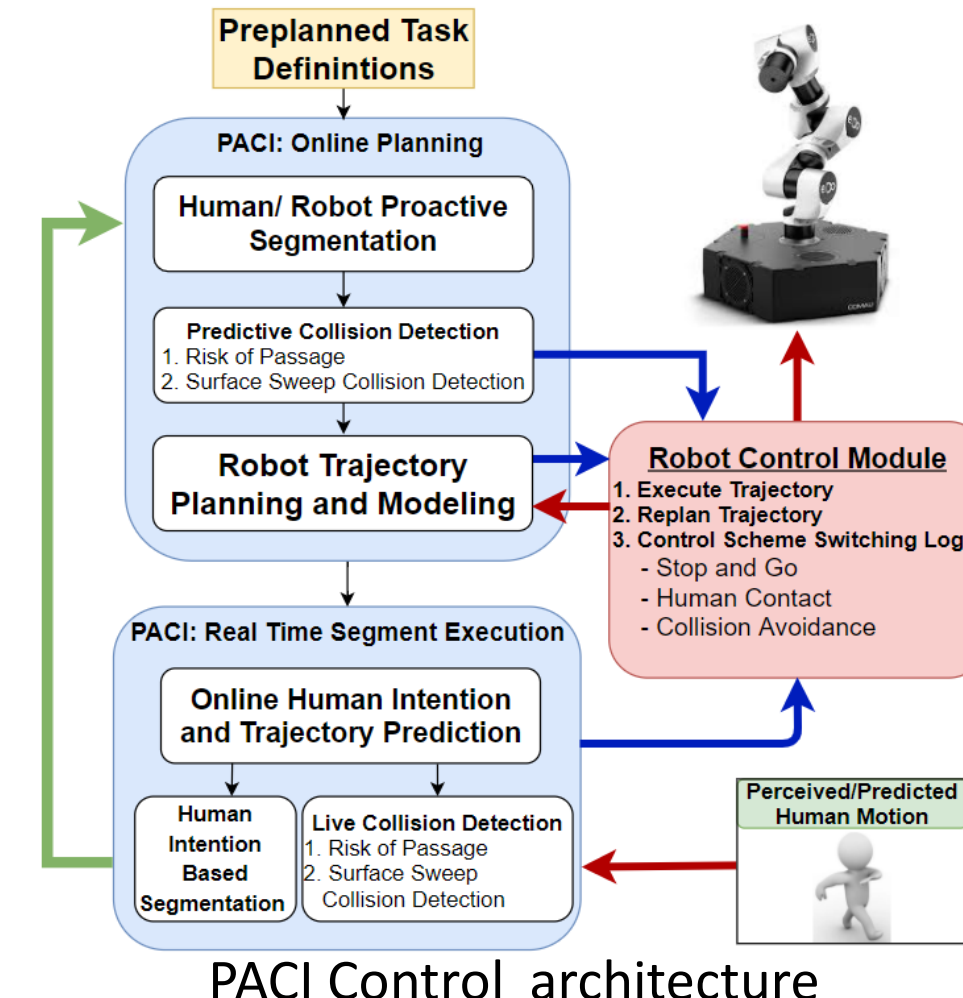 Preplanned Task
Definintions
PACI: Online Planning
Human/ Robot Proactive
Segmentation
Predictive Collision Detection
1. Risk of Passage
2. Surface Sweep Collision Detection
Robot Trajectory
Planning and Modeling
COMAU
Robot Control Module
1. Execute Trajectory
2. Replan Trajectory
3. Control Scheme Switching Log
- Stop and Go
- Human Contact
- Collision Avoidance
PACI: Real Time Segment Execution
Online Human Intention
and Trajectory Prediction
Human
Intention
Based
Segmentation
Live Collision Detection
1. Risk of Passage
2. Surface Sweep
Collision Detection
Perceived/Predicted
Human Motion
PACI Control architecture